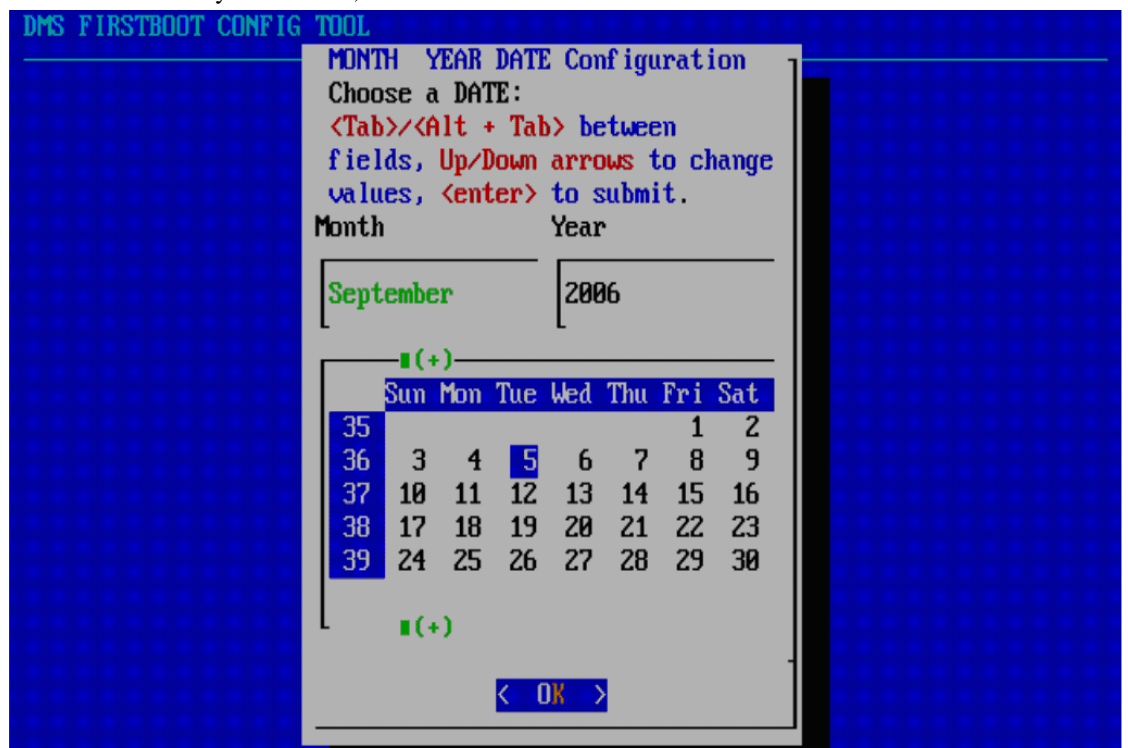 DMS FIRSTBOOT CONFIG TOOL
MONTH YEAR DATE Configuration
Choose a DATE:
<Tab>/<Alt + Tab> between
fields, Up/Down arrows to change
values, <enter> to submit.
Month Year
September 2006
(+)
Sun Mon Tue Wed Thu Fri Sat
35 1 2
36 3 4 5 6 7 8 9
37 10 11 12 13 14 15 16
38 17 18 19 20 21 22 23
39 24 25 26 27 28 29 30
(+)
< OK >